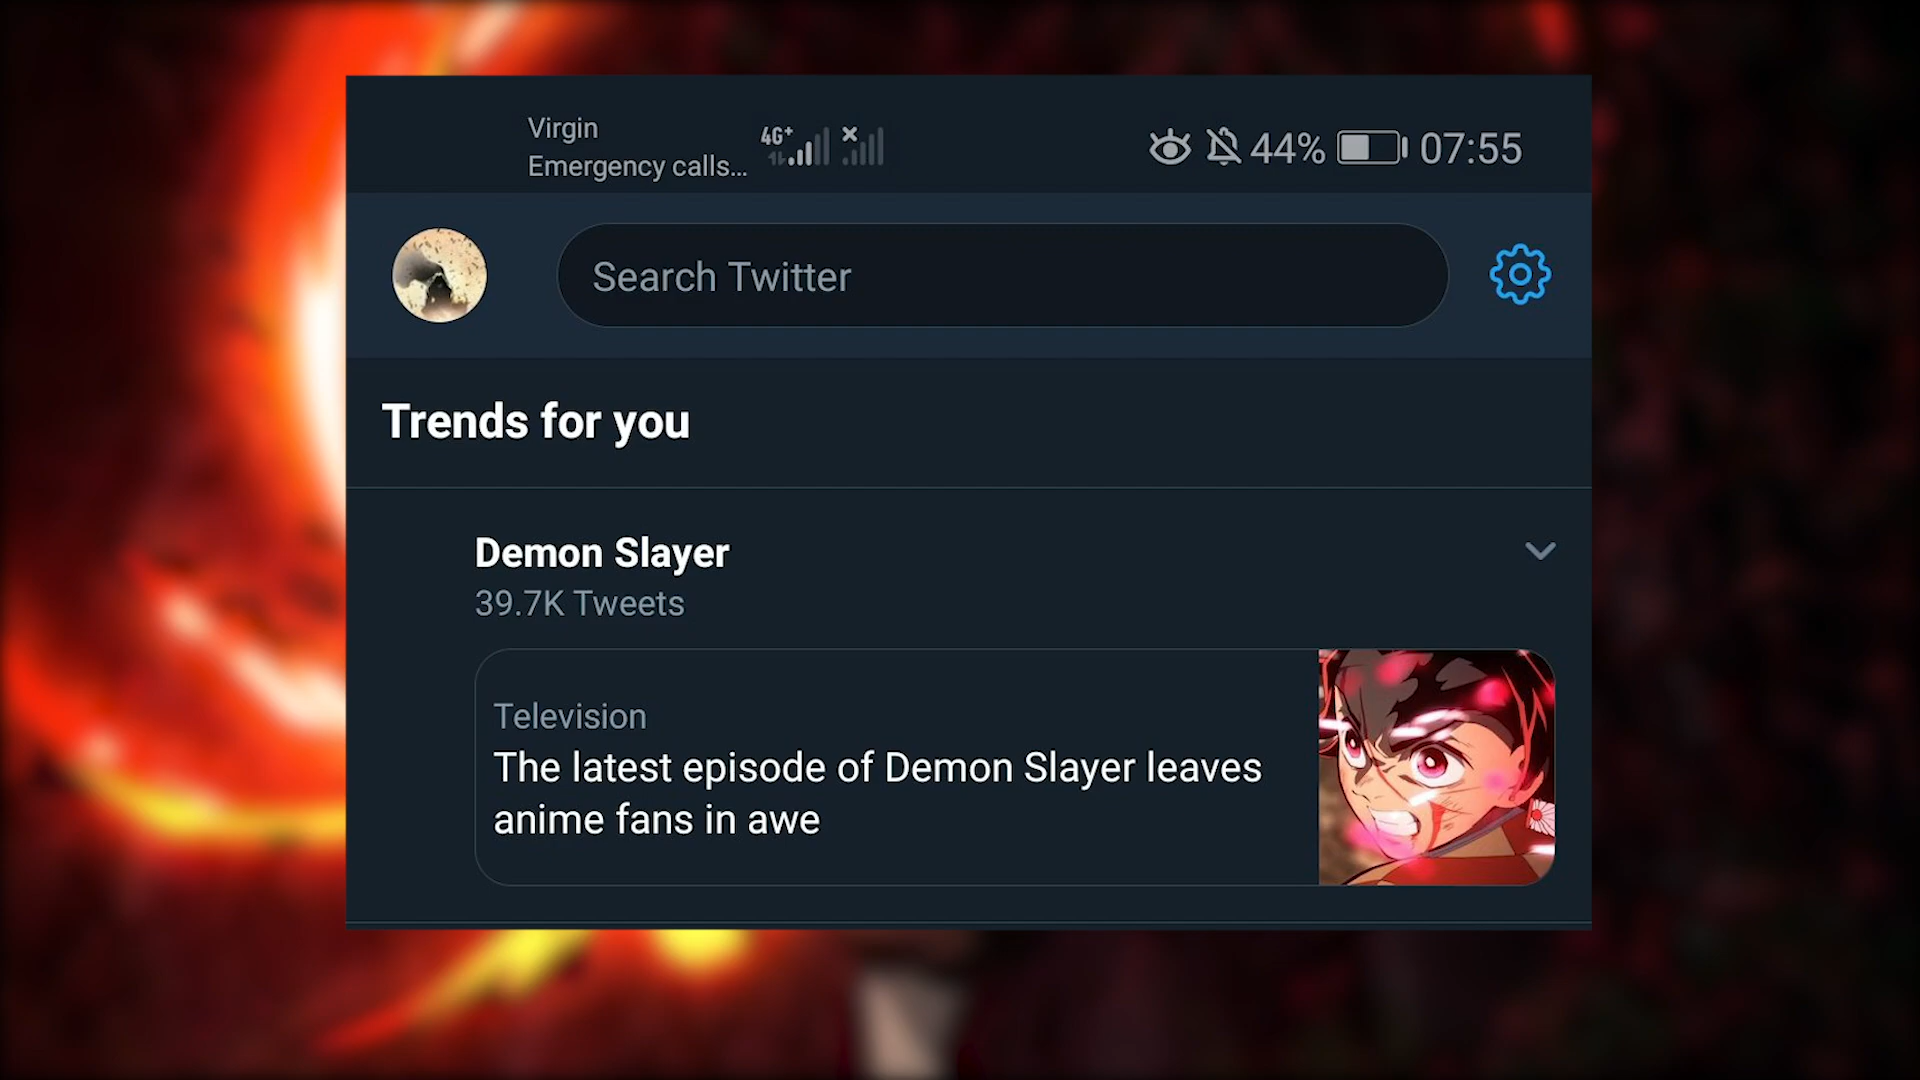 Virgin
Emergency calls...
4G+
44%
07:55
Search Twitter
Trends for you
Demon Slayer
39.7K Tweets
Television
The latest episode of Demon Slayer leaves
anime fans in awe